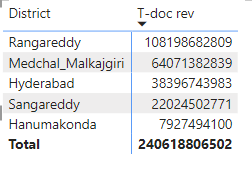 District T-doc rev
Rangareddy 108198682809
Medchal_Malkajgiri 64071382839
Hyderabad 38396743983
Sangareddy 22024502771
Hanumakonda 7927494100
Total 240618806502